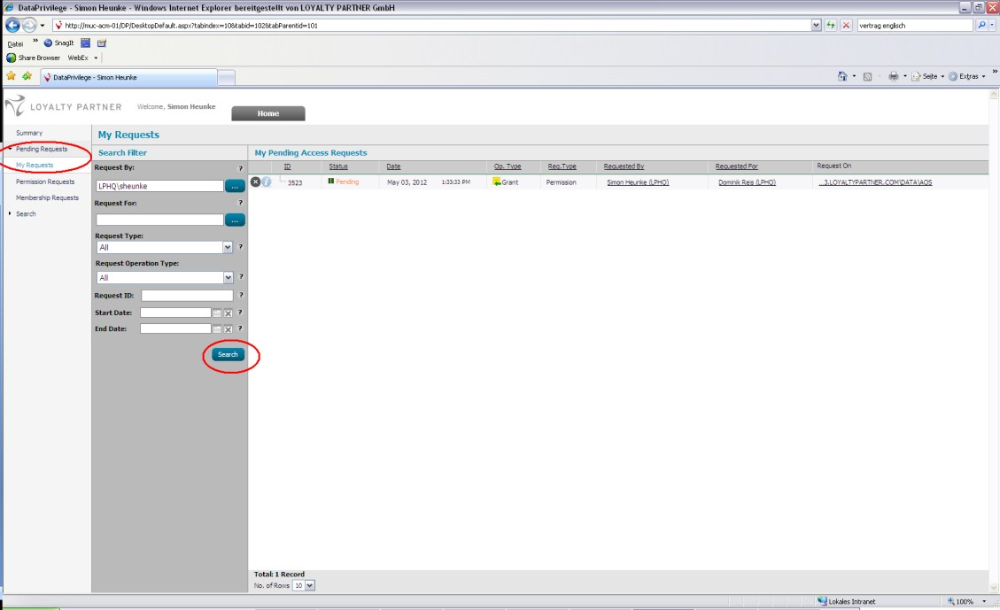 DataPrivilege - Simon Heunke - Windows Internet Explorer bereitgestellt von LOYALTY PARTNER GmbH
http://muc-acm-01/DP/DesktopDefault.aspx?tabindex=10&tabid=102&tabParentid=101
vertrag englisch
Datei » SnagIt
Share Browser WebEx
DataPrivilege - Simon Heunke
Seite Extras »
LOYALTY PARTNER Welcome, Simon Heunke Home
Summary
Pending Requests
My Requests
Permission Requests
Membership Requests
Search
My Requests
Search Filter
Request By: ?
LPHQ\sheunke ...
Request For: ?
...
Request Type:
All ?
Request Operation Type:
All ?
Request ID: ?
Start Date: ?
End Date: ?
Search
My Pending Access Requests
ID Status Date Op. Type Req.Type Requested By Requested For Request On
3523 Pending May 03, 2012 1:33:33 PM Grant Permission Simon Heunke (LPHQ) Dominik Reis (LPHQ) ...3.LOYALTYPARTNER.COM\DATA\AQS
Total: 1 Record
No. of Rows 10
Lokales Intranet 100%